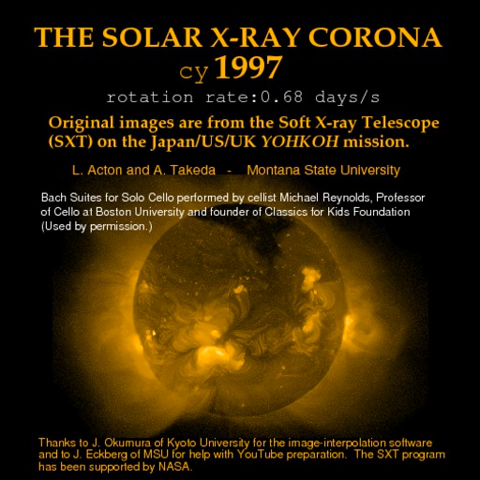 THE SOLAR X-RAY CORONA
cy 1997
rotation rate:0.68 days/s
Original images are from the Soft X-ray Telescope
(SXT) on the Japan/US/UK YOHKOH mission.
L. Acton and A. Takeda - Montana State University
Bach Suites for Solo Cello performed by cellist Michael Reynolds, Professor
of Cello at Boston University and founder of Classics for Kids Foundation
(Used by permission.)
Thanks to J. Okumura of Kyoto University for the image-interpolation software
and to J. Eckberg of MSU for help with YouTube preparation. The SXT program
has been supported by NASA.